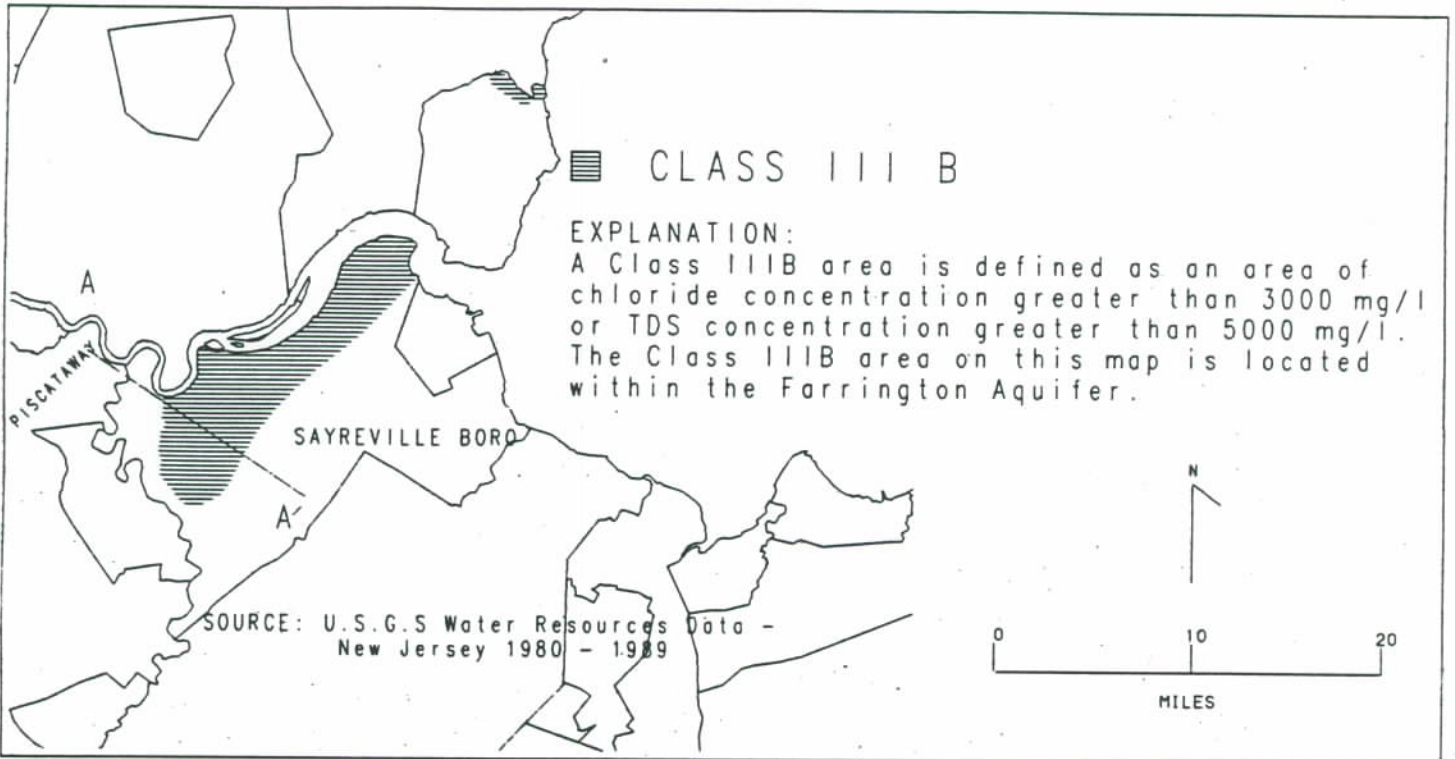 CLASS III B
EXPLANATION:
A Class IIIB area is defined as an area of
chloride concentration greater than 3000 mg/l
or TDS concentration greater than 5000 mg/l.
The Class IIIB area on this map is located
within the Farrington Aquifer.
A
PISCATAWAY
SAYREVILLE BORO
A'
N
SOURCE: U.S.G.S Water Resources Data -
New Jersey 1980 - 1989
0 10 20
MILES